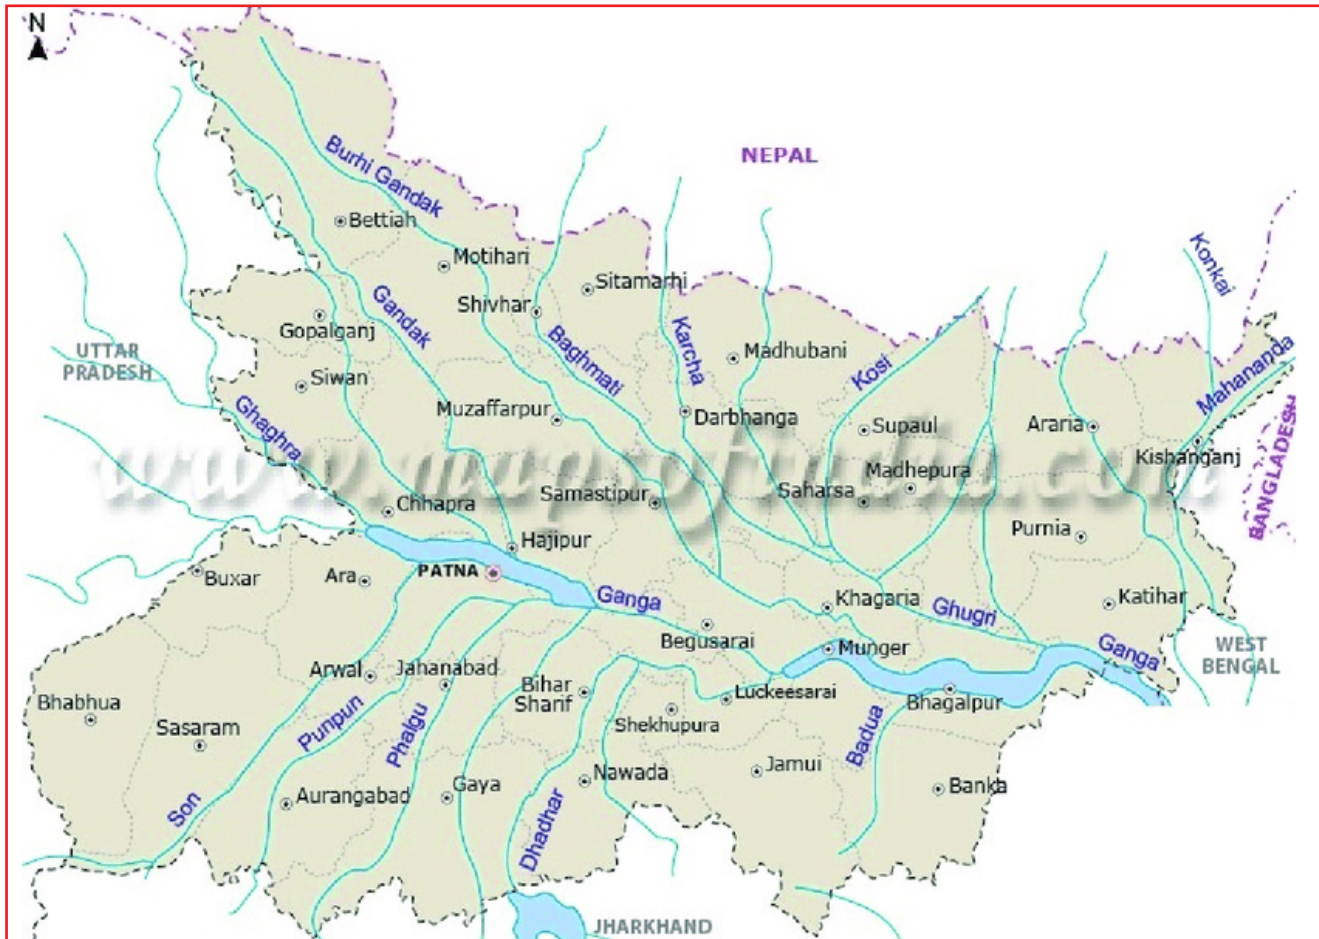 N
NEPAL
Burhi Gandak
Bettiah
Konkai
Motihari
Sitamarhi
Gandak
Shivhar
Gopalganj
Baghmati
Karcha
Madhubani
UTTAR
PRADESH
Siwan
Kosi
Mahananda
Ghaghra
Muzaffarpur
Darbhanga
Supaul
Araria
BANGLADESH
Kishanganj
www.mapsofindia.com
Madhepura
Samastipur
Saharsa
Chhapra
Purnia
Hajipur
Buxar
Ara
PATNA
Ganga
Khagaria
Ghugri
Katihar
Begusarai
Munger
Ganga
WEST
BENGAL
Arwal
Jahanabad
Bihar
Sharif
Luckeesarai
Bhagalpur
Bhabhua
Sasaram
Punpun
Phalgu
Shekhupura
Badua
Son
Aurangabad
Gaya
Nawada
Jamui
Banka
Dhadhar
JHARKHAND